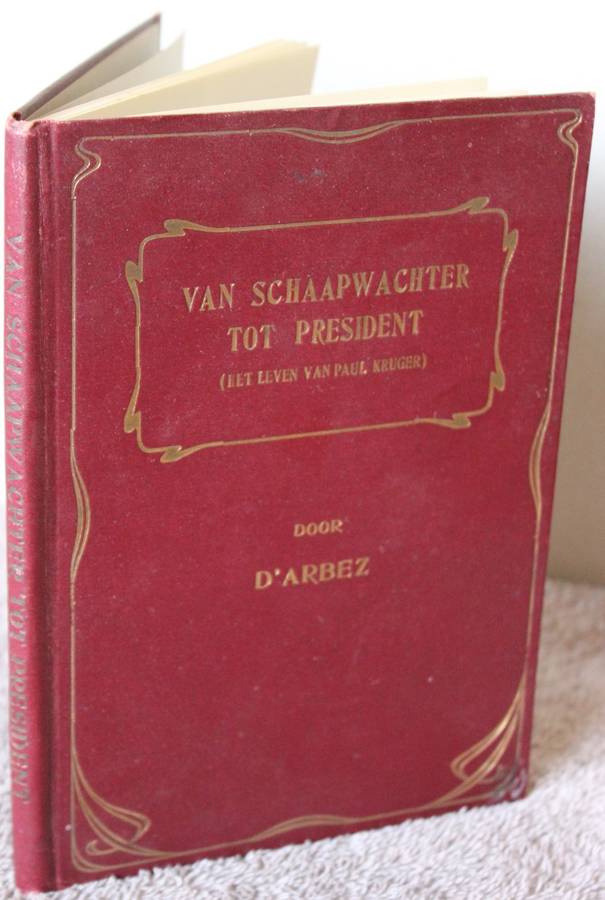 VAN SCHAAPWACHTER TOT PRESIDENT
VAN SCHAAPWACHTER
TOT PRESIDENT
(HET LEVEN VAN PAUL KRUGER)
DOOR
D'ARBEZ